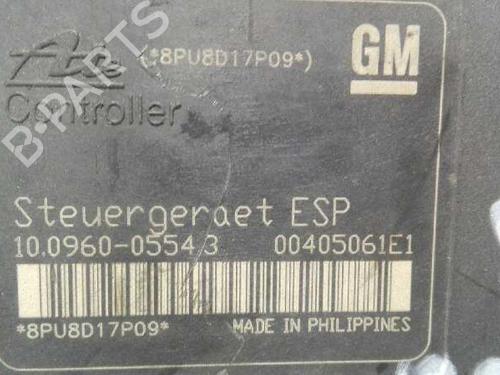 Ate (*8PU8D17P09*) GM
Controller
B-PARTS
Steuergeraet ESP
10.0960-0554.3 00405061E1
*8PU8D17P09* MADE IN PHILIPPINES